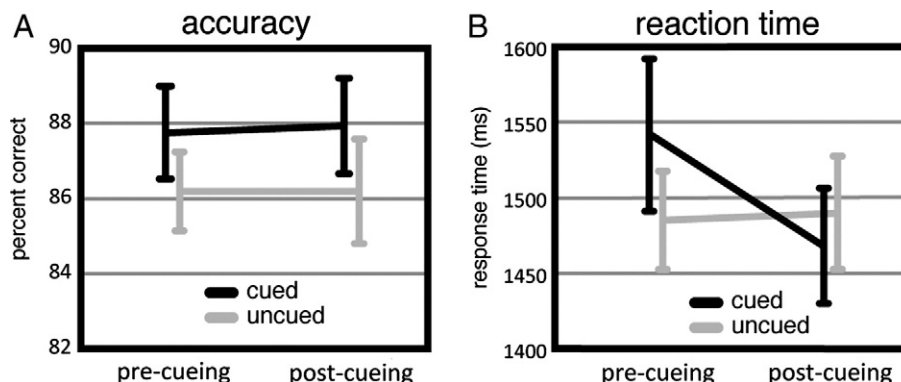 A accuracy
percent correct
90
88
86
84
82
cued
uncued
pre-cueing post-cueing
B reaction time
response time (ms)
1600
1550
1500
1450
1400
cued
uncued
pre-cueing post-cueing